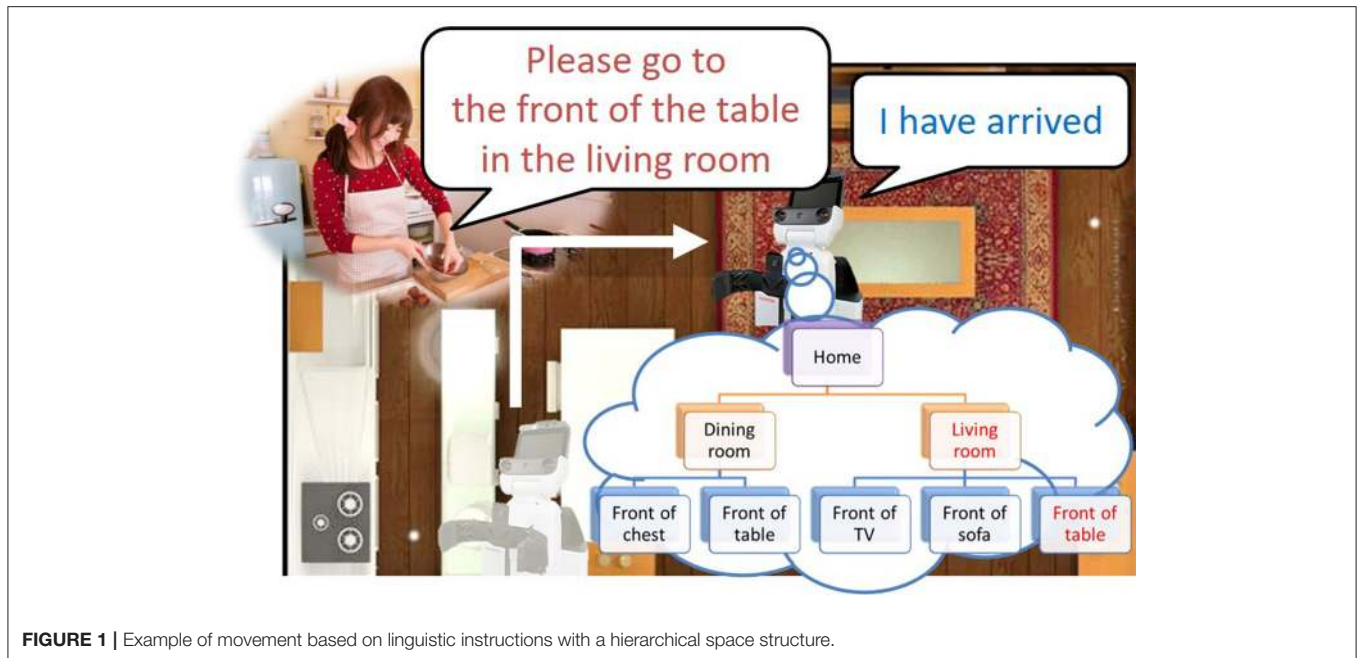 Please go to
the front of the table
in the living room
I have arrived
Home
Dining
room
Living
room
Front of
chest
Front of
table
Front of
TV
Front of
sofa
Front of
table
FIGURE 1 | Example of movement based on linguistic instructions with a hierarchical space structure.